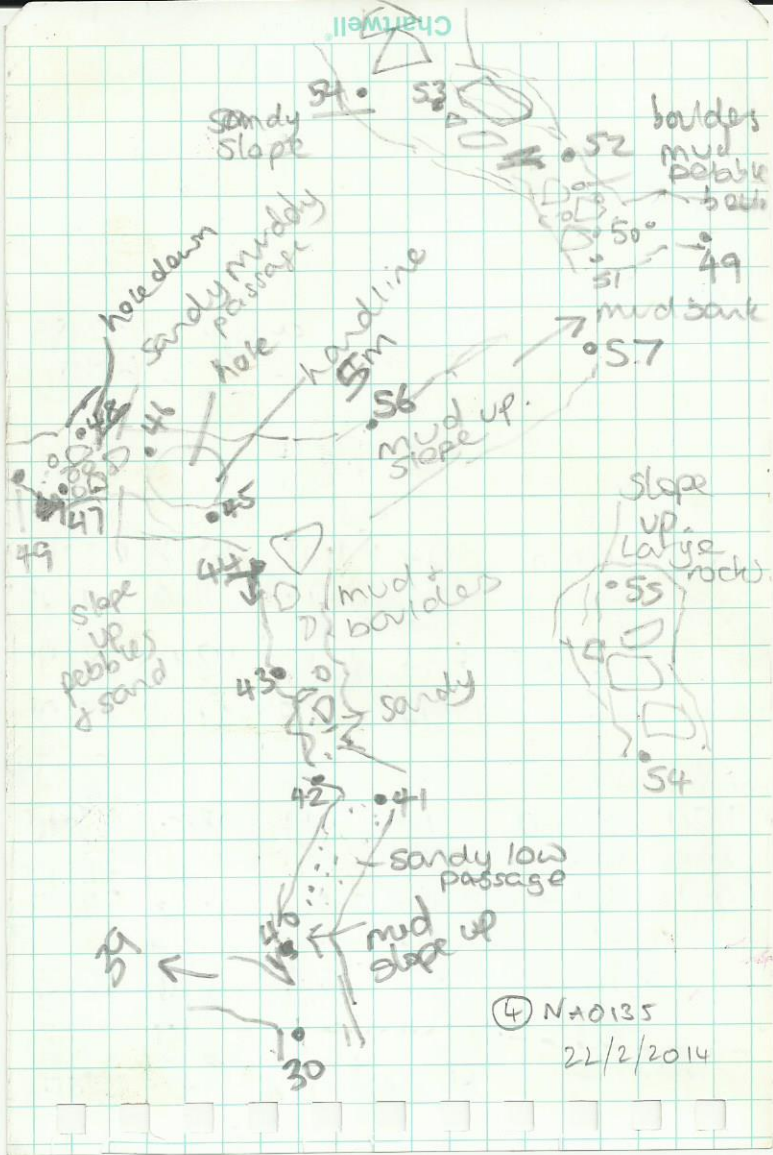 Chartwell
54
53
sandy
slope
52
boulders
mud
pebble
50
51
49
holedown
sandy muddy
passage
hole
handline
5m
mud bank
57
56
mud up.
slope
48
46
45
47
49
44
slope
up.
Large
rocks
55
mud +
boulders
slope
up
pebbles
+ sand
43
sandy
54
42
41
sandy low
passage
40
mud
slope up
39
30
④ NA0135
22/2/2014